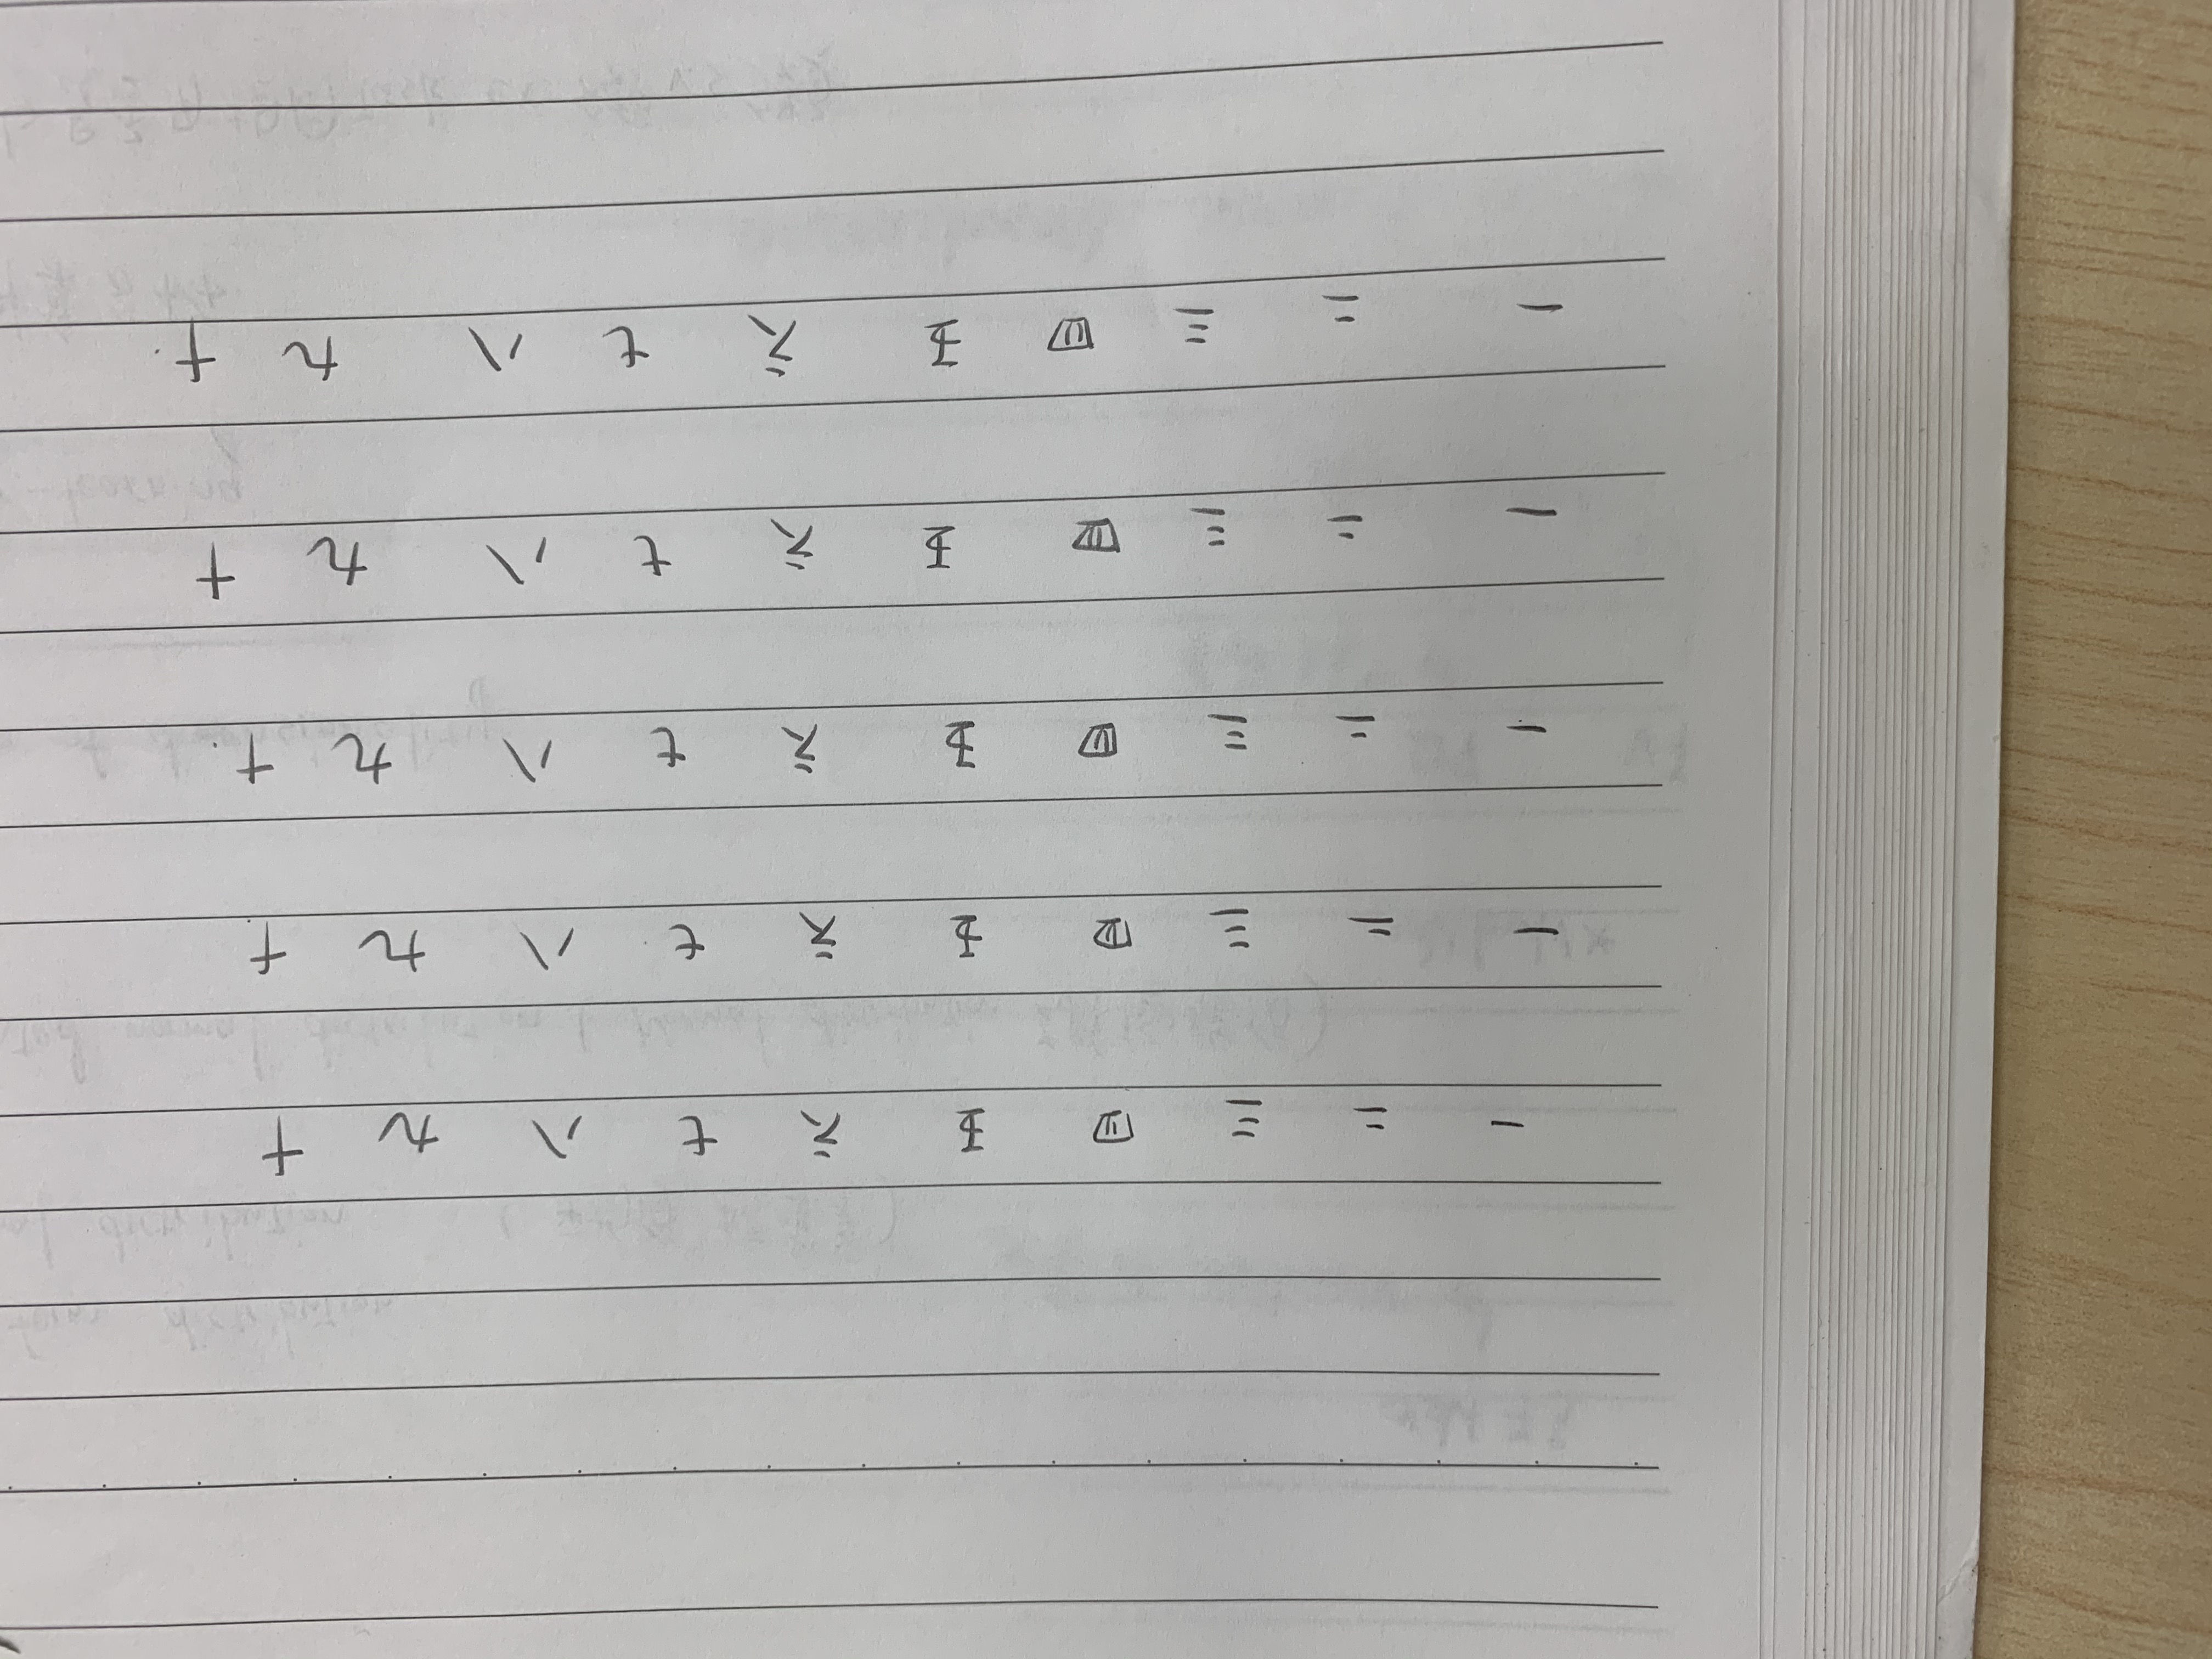 一 二 三 四 五 六 七 八 九 十
一 二 三 四 五 六 七 八 九 十
一 二 三 四 五 六 七 八 九 十.
一 二 三 四 五 六 七 八 九 十
一 二 三 四 五 六 七 八 九 十.